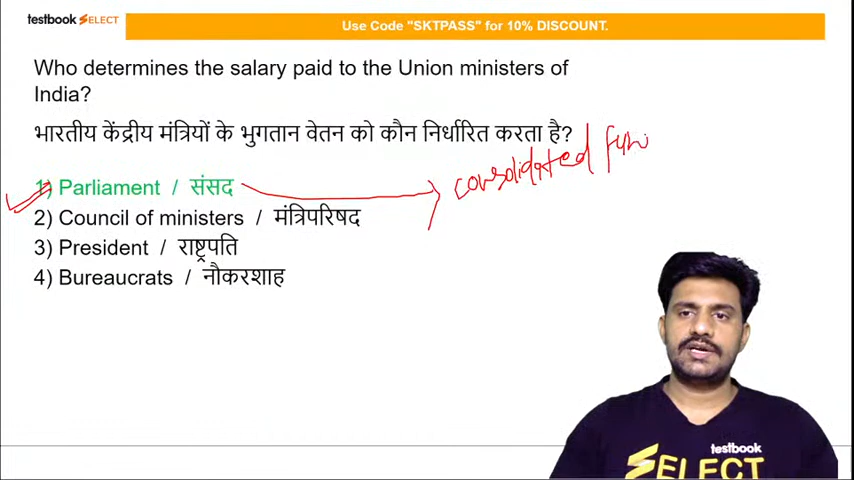 testbook SELECT
Use Code "SKTPASS" for 10% DISCOUNT.
Who determines the salary paid to the Union ministers of
India?
भारतीय केंद्रीय मंत्रियों के भुगतान वेतन को कौन निर्धारित करता है?
consolidated fun
1) Parliament / संसद
2) Council of ministers / मंत्रिपरिषद
3) President / राष्ट्रपति
4) Bureaucrats / नौकरशाह
testbook
SELECT